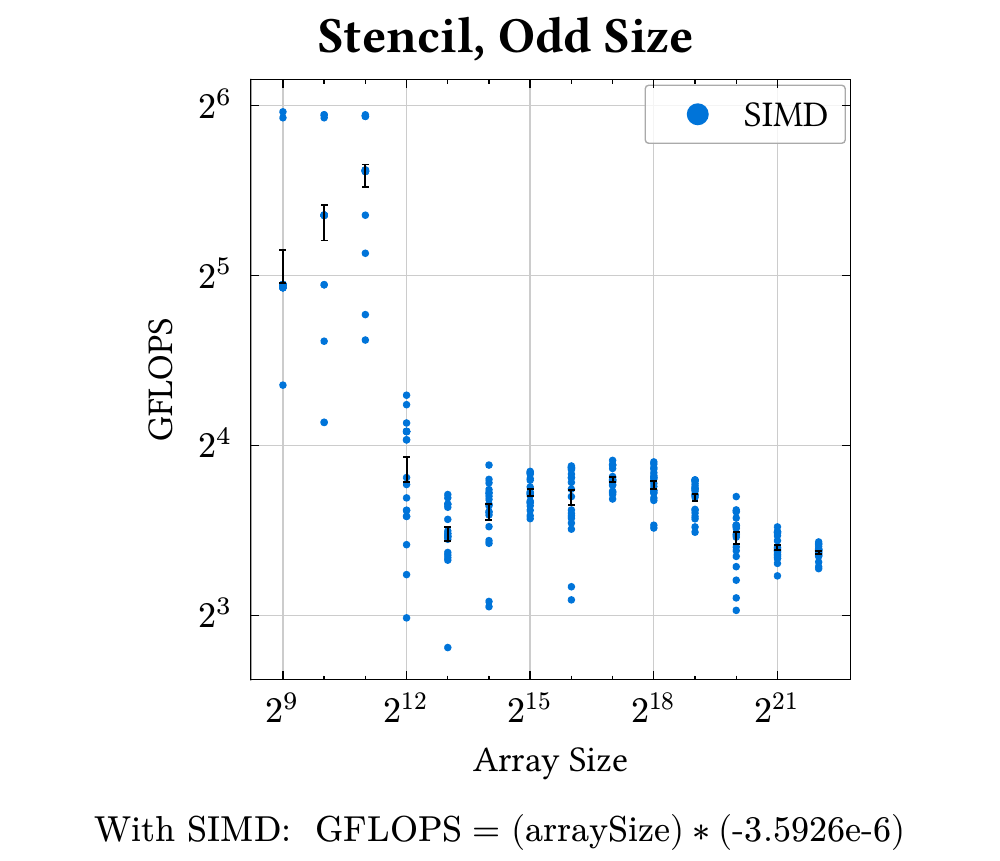 Stencil, Odd Size
SIMD
2^6
2^5
2^4
2^3
GFLOPS
2^9 2^12 2^15 2^18 2^21
Array Size
With SIMD: GFLOPS = (arraySize) * (-3.5926e-6)